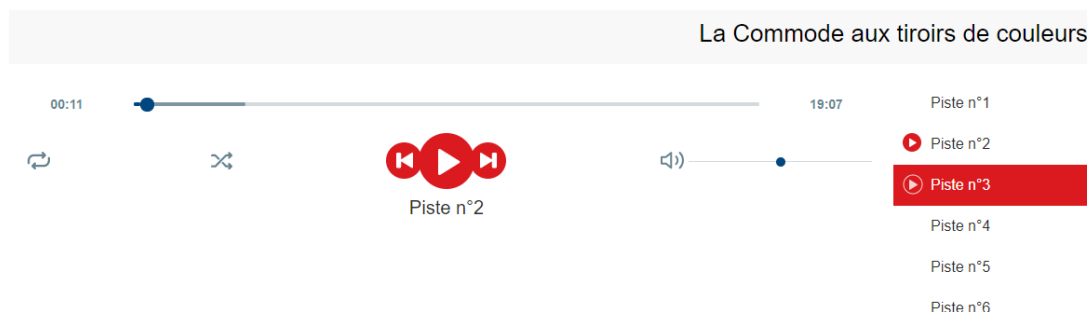 La Commode aux tiroirs de couleurs
00:11
19:07
Piste n°2
Piste n°1
Piste n°2
Piste n°3
Piste n°4
Piste n°5
Piste n°6